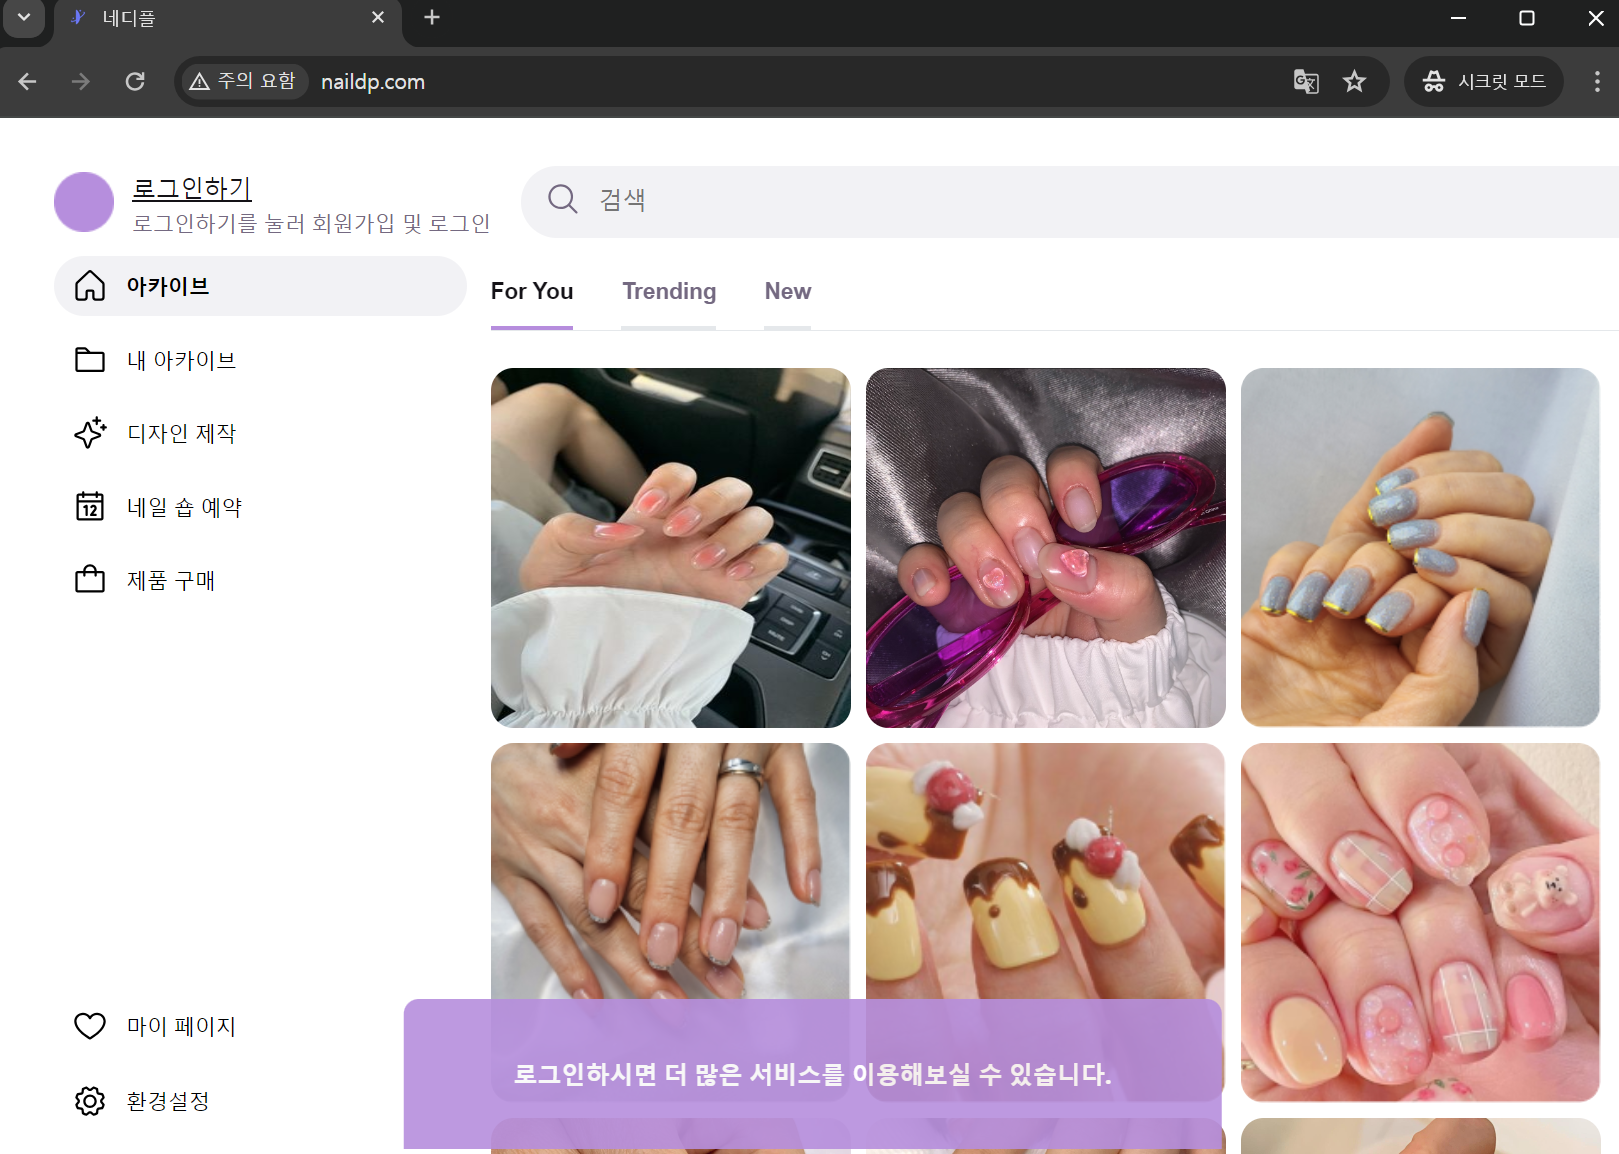 네디플
주의 요함
naildp.com
시크릿 모드
로그인하기
로그인하기를 눌러 회원가입 및 로그인
검색
아카이브
For You
Trending
New
내 아카이브
디자인 제작
12
네일 숍 예약
제품 구매
마이 페이지
환경설정
로그인하시면 더 많은 서비스를 이용해보실 수 있습니다.